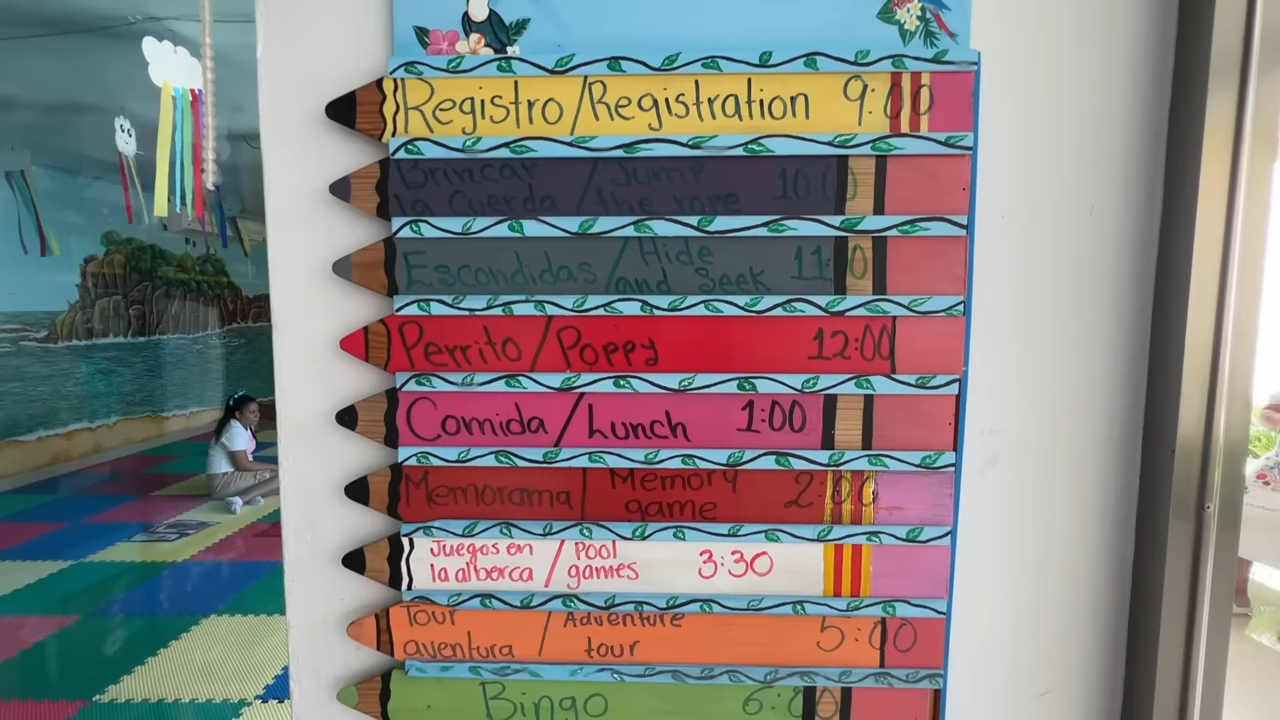 Registro/Registration 9:00
Brincar / Jump
la Cuerda / the rope 10:00
Escondidas / Hide
and Seek 11:00
Perrito/Poppy 12:00
Comida/Lunch 1:00
Memorama | Memory
game 2:00
Juegos en / Pool
la alberca / games 3:30
Tour / Adventure
aventura / tour 5:00
Bingo 6:00